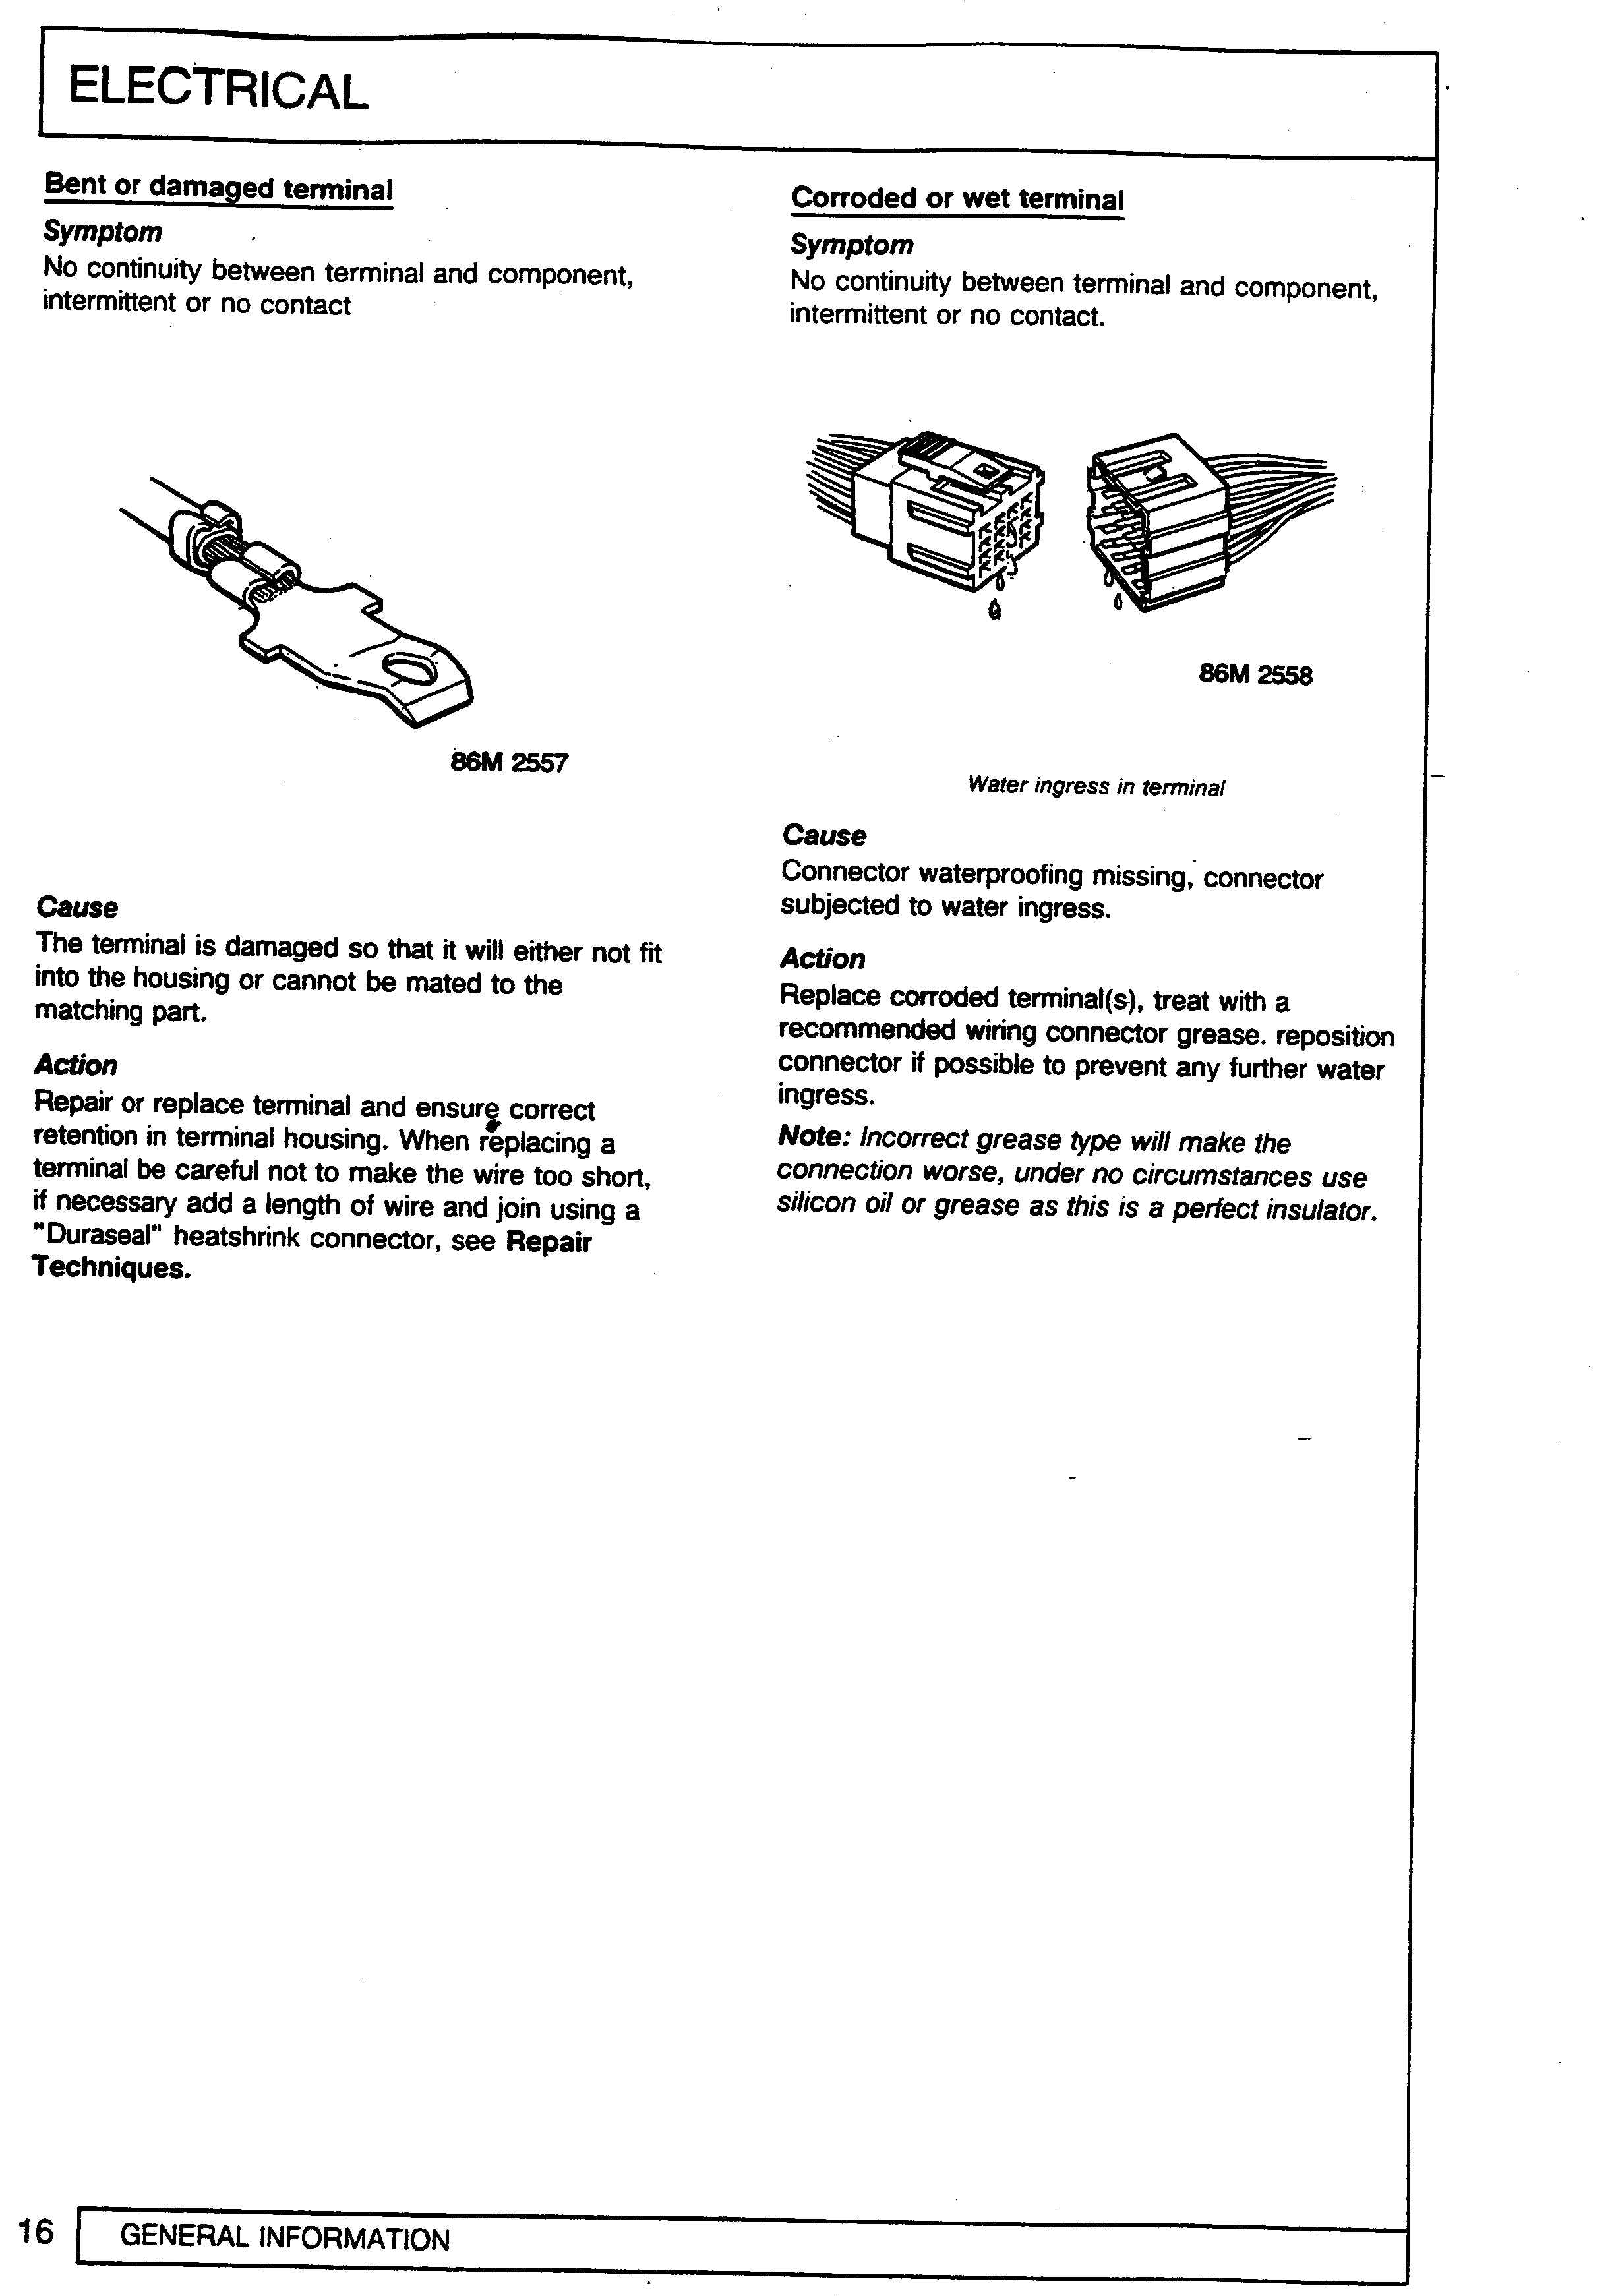 ELECTRICAL
Bent or damaged terminal
Symptom
No continuity between terminal and component,
intermittent or no contact
86M 2557
Cause
The terminal is damaged so that it will either not fit
into the housing or cannot be mated to the
matching part.
Action
Repair or replace terminal and ensure correct
retention in terminal housing. When replacing a
terminal be careful not to make the wire too short,
if necessary add a length of wire and join using a
"Duraseal" heatshrink connector, see Repair
Techniques.
Corroded or wet terminal
Symptom
No continuity between terminal and component,
intermittent or no contact.
86M 2558
Water ingress in terminal
Cause
Connector waterproofing missing, connector
subjected to water ingress.
Action
Replace corroded terminal(s), treat with a
recommended wiring connector grease. reposition
connector if possible to prevent any further water
ingress.
Note: Incorrect grease type will make the
connection worse, under no circumstances use
silicon oil or grease as this is a perfect insulator.
16
GENERAL INFORMATION